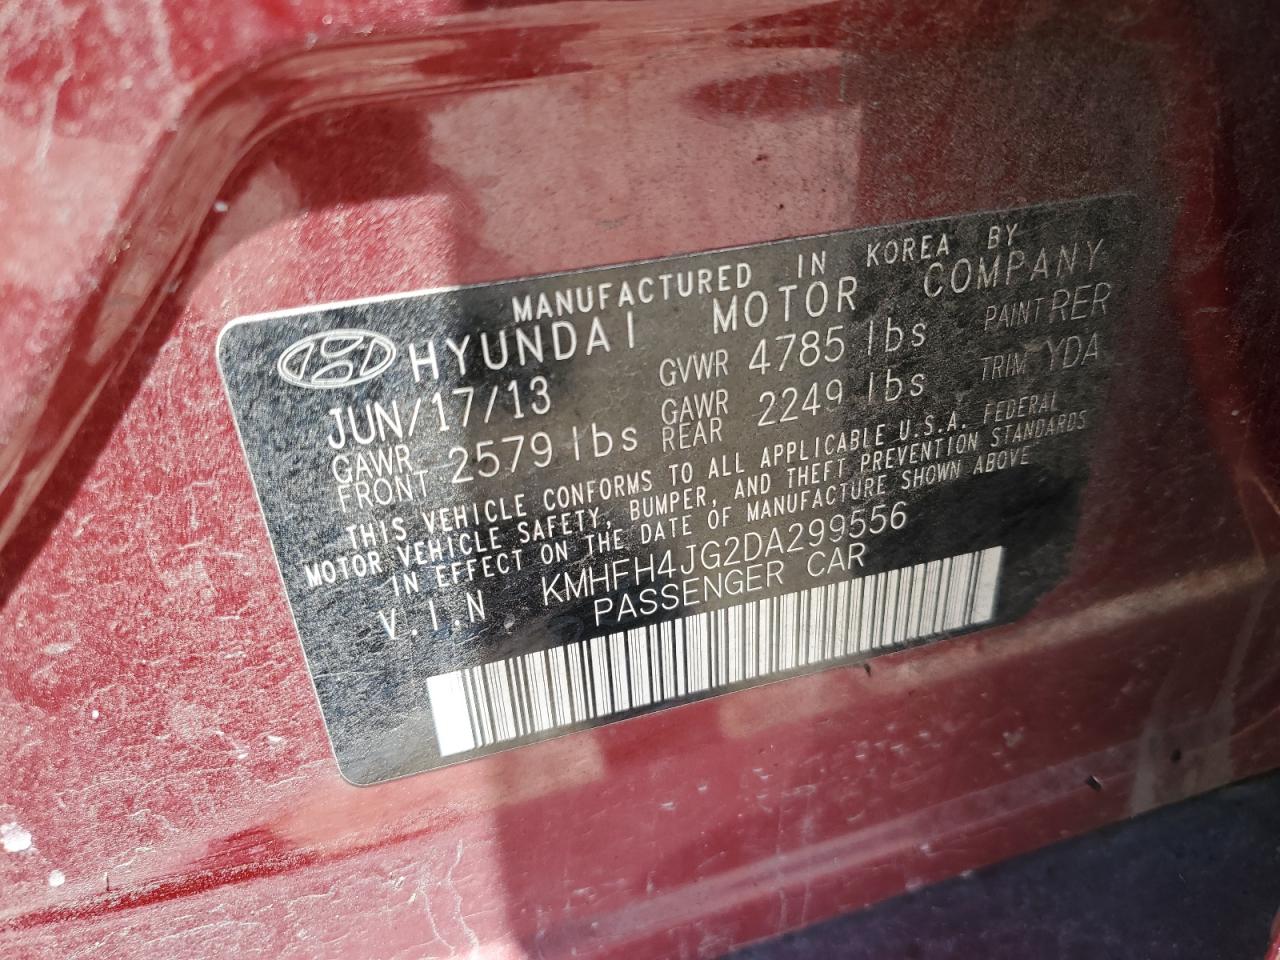 MANUFACTURED IN KOREA BY
HYUNDAI MOTOR COMPANY
JUN/17/13 GVWR 4785 lbs PAINT RER
GAWR FRONT 2579 lbs GAWR REAR 2249 lbs TRIM YDA
THIS VEHICLE CONFORMS TO ALL APPLICABLE U.S.A. FEDERAL
MOTOR VEHICLE SAFETY, BUMPER, AND THEFT PREVENTION STANDARDS
IN EFFECT ON THE DATE OF MANUFACTURE SHOWN ABOVE
V.I.N KMHFH4JG2DA299556
PASSENGER CAR